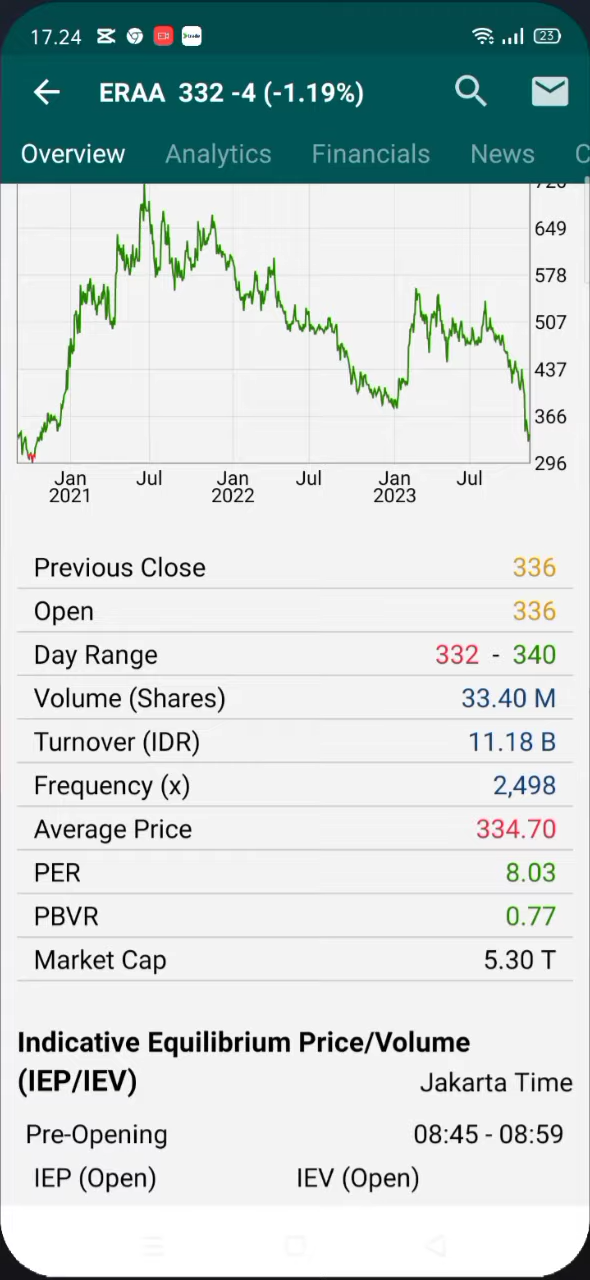 17.24
23
ERAA 332 -4 (-1.19%)
Overview Analytics Financials News C
720
649
578
507
437
366
296
Jan Jul Jan Jul Jan Jul
2021 2022 2023
Previous Close 336
Open 336
Day Range 332 - 340
Volume (Shares) 33.40 M
Turnover (IDR) 11.18 B
Frequency (x) 2,498
Average Price 334.70
PER 8.03
PBVR 0.77
Market Cap 5.30 T
Indicative Equilibrium Price/Volume
(IEP/IEV) Jakarta Time
Pre-Opening 08:45 - 08:59
IEP (Open) IEV (Open)